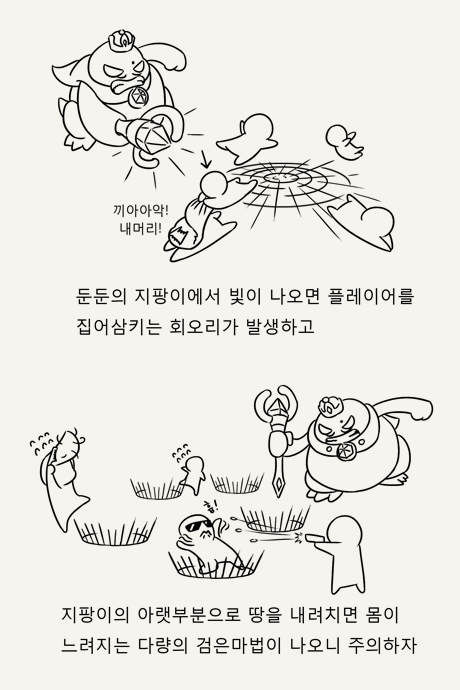 끼아아악!
내머리!
둔둔의 지팡이에서 빛이 나오면 플레이어를
집어삼키는 회오리가 발생하고
흡!
지팡이의 아랫부분으로 땅을 내려치면 몸이
느려지는 다량의 검은마법이 나오니 주의하자